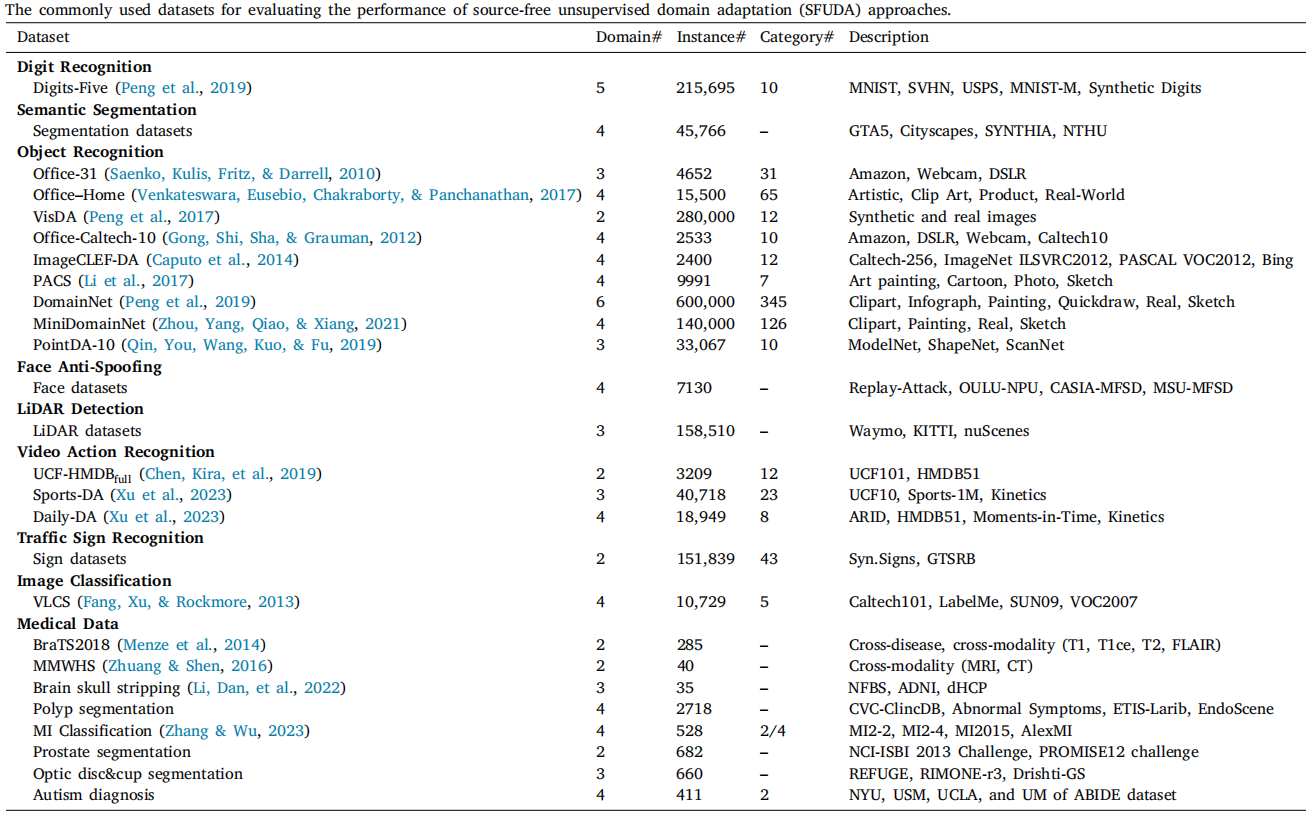 The commonly used datasets for evaluating the performance of source-free unsupervised domain adaptation (SFUDA) approaches.
Dataset Domain# Instance# Category# Description
Digit Recognition
Digits-Five (Peng et al., 2019) 5 215,695 10 MNIST, SVHN, USPS, MNIST-M, Synthetic Digits
Semantic Segmentation
Segmentation datasets 4 45,766 – GTA5, Cityscapes, SYNTHIA, NTHU
Object Recognition
Office-31 (Saenko, Kulis, Fritz, & Darrell, 2010) 3 4652 31 Amazon, Webcam, DSLR
Office–Home (Venkateswara, Eusebio, Chakraborty, & Panchanathan, 2017) 4 15,500 65 Artistic, Clip Art, Product, Real-World
VisDA (Peng et al., 2017) 2 280,000 12 Synthetic and real images
Office-Caltech-10 (Gong, Shi, Sha, & Grauman, 2012) 4 2533 10 Amazon, DSLR, Webcam, Caltech10
ImageCLEF-DA (Caputo et al., 2014) 4 2400 12 Caltech-256, ImageNet ILSVRC2012, PASCAL VOC2012, Bing
PACS (Li et al., 2017) 4 9991 7 Art painting, Cartoon, Photo, Sketch
DomainNet (Peng et al., 2019) 6 600,000 345 Clipart, Infograph, Painting, Quickdraw, Real, Sketch
MiniDomainNet (Zhou, Yang, Qiao, & Xiang, 2021) 4 140,000 126 Clipart, Painting, Real, Sketch
PointDA-10 (Qin, You, Wang, Kuo, & Fu, 2019) 3 33,067 10 ModelNet, ShapeNet, ScanNet
Face Anti-Spoofing
Face datasets 4 7130 – Replay-Attack, OULU-NPU, CASIA-MFSD, MSU-MFSD
LiDAR Detection
LiDAR datasets 3 158,510 – Waymo, KITTI, nuScenes
Video Action Recognition
UCF-HMDBfull (Chen, Kira, et al., 2019) 2 3209 12 UCF101, HMDB51
Sports-DA (Xu et al., 2023) 3 40,718 23 UCF10, Sports-1M, Kinetics
Daily-DA (Xu et al., 2023) 4 18,949 8 ARID, HMDB51, Moments-in-Time, Kinetics
Traffic Sign Recognition
Sign datasets 2 151,839 43 Syn.Signs, GTSRB
Image Classification
VLCS (Fang, Xu, & Rockmore, 2013) 4 10,729 5 Caltech101, LabelMe, SUN09, VOC2007
Medical Data
BraTS2018 (Menze et al., 2014) 2 285 – Cross-disease, cross-modality (T1, T1ce, T2, FLAIR)
MMWHS (Zhuang & Shen, 2016) 2 40 – Cross-modality (MRI, CT)
Brain skull stripping (Li, Dan, et al., 2022) 3 35 – NFBS, ADNI, dHCP
Polyp segmentation 4 2718 – CVC-ClincDB, Abnormal Symptoms, ETIS-Larib, EndoScene
MI Classification (Zhang & Wu, 2023) 4 528 2/4 MI2-2, MI2-4, MI2015, AlexMI
Prostate segmentation 2 682 – NCI-ISBI 2013 Challenge, PROMISE12 challenge
Optic disc&cup segmentation 3 660 – REFUGE, RIMONE-r3, Drishti-GS
Autism diagnosis 4 411 2 NYU, USM, UCLA, and UM of ABIDE dataset